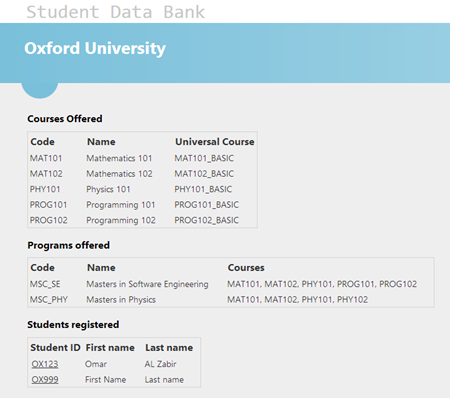 Student Data Bank
Oxford University
Courses Offered
Code Name Universal Course
MAT101 Mathematics 101 MAT101_BASIC
MAT102 Mathematics 102 MAT102_BASIC
PHY101 Physics 101 PHY101_BASIC
PROG101 Programming 101 PROG101_BASIC
PROG102 Programming 102 PROG102_BASIC
Programs offered
Code Name Courses
MSC_SE Masters in Software Engineering MAT101, MAT102, PHY101, PROG101, PROG102
MSC_PHY Masters in Physics MAT101, MAT102, PHY101, PHY102
Students registered
Student ID First name Last name
OX123 Omar AL Zabir
OX999 First Name Last name